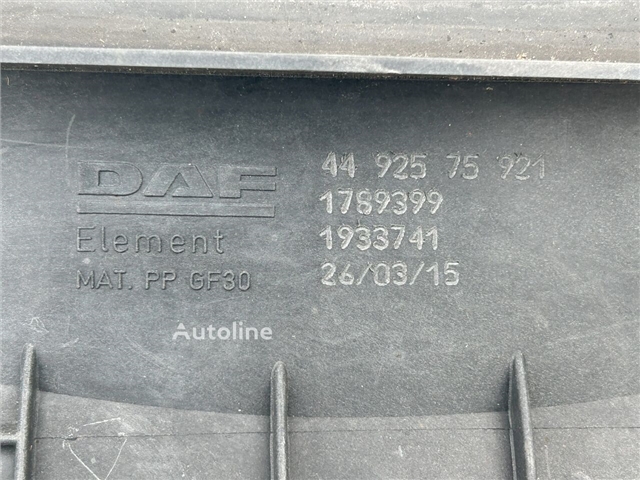 DAF
Element
MAT. PP GF30
44 925 75 921
1789399
1933741
26/03/15
Autoline